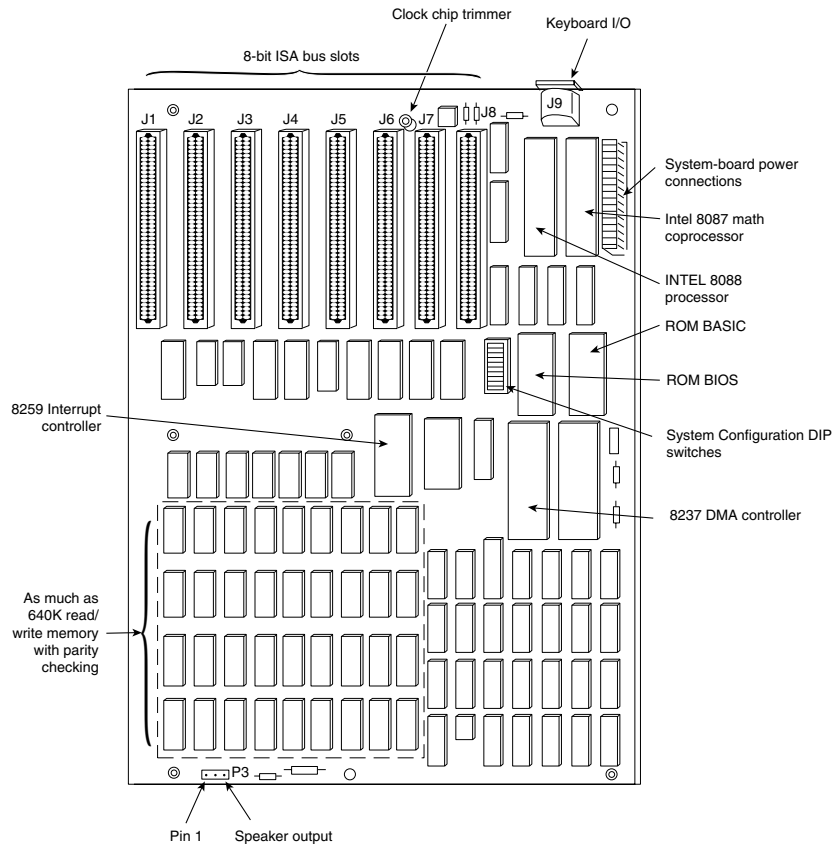 Clock chip trimmer
Keyboard I/O
8-bit ISA bus slots
J1
J2
J3
J4
J5
J6
J7
J8
J9
System-board power
connections
Intel 8087 math
coprocessor
INTEL 8088
processor
ROM BASIC
ROM BIOS
8259 Interrupt
controller
System Configuration DIP
switches
8237 DMA controller
As much as
640K read/
write memory
with parity
checking
P3
Pin 1
Speaker output